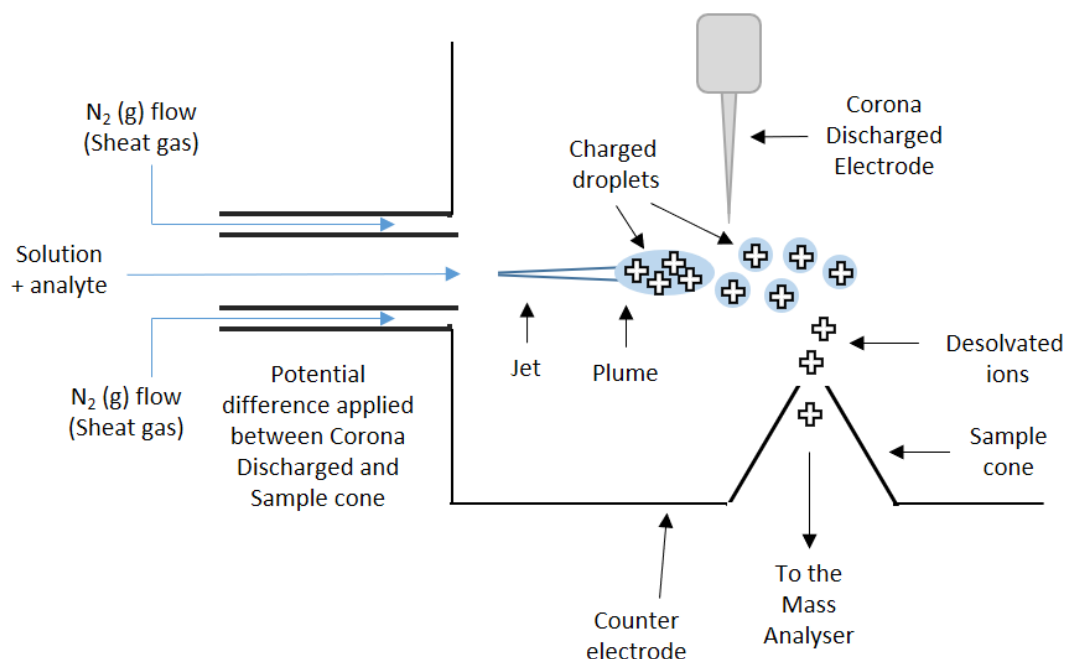 N₂ (g) flow
(Sheat gas)
Solution
+ analyte
N₂ (g) flow
(Sheat gas)
Potential
difference applied
between Corona
Discharged and
Sample cone
Jet
Plume
Charged
droplets
Corona
Discharged
Electrode
Desolvated
ions
Sample
cone
Counter
electrode
To the
Mass
Analyser